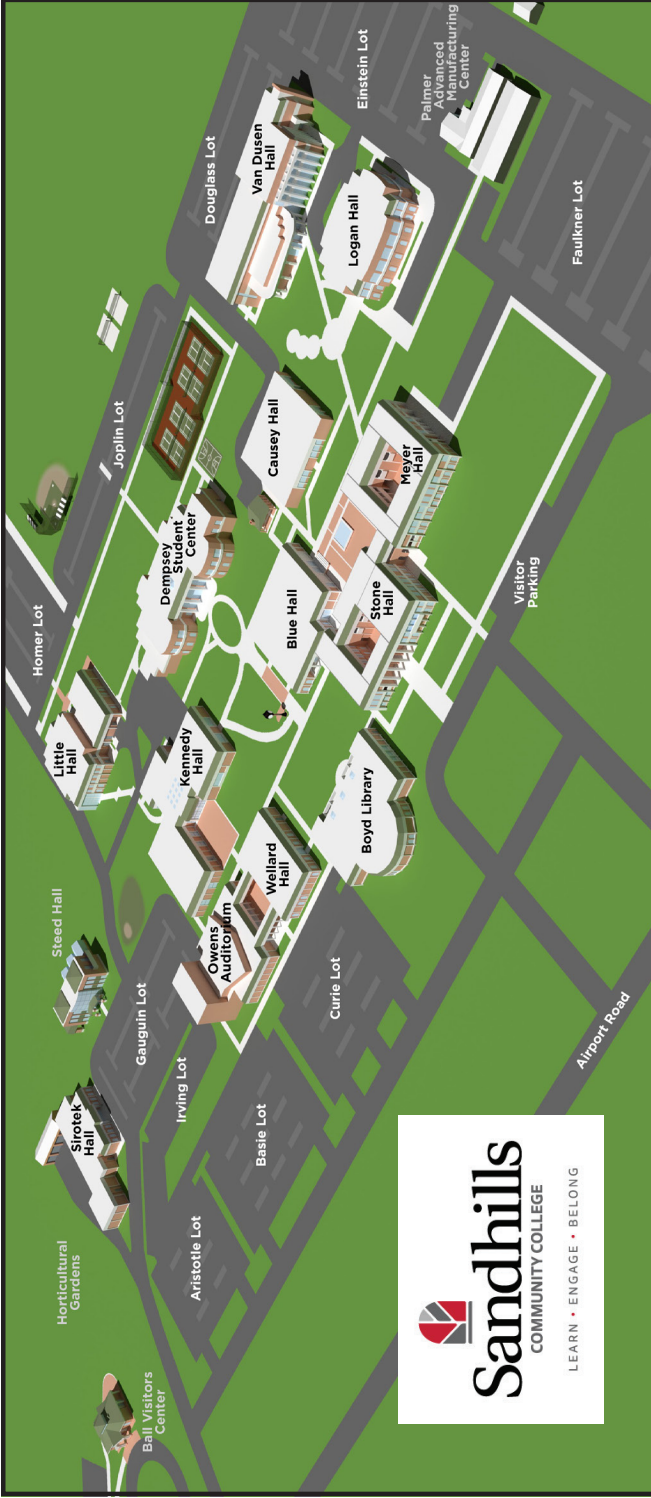 Horticultural
Gardens
Ball Visitors
Center
Sirotek
Hall
Steed Hall
Gauguin Lot
Irving Lot
Aristotle Lot
Basie Lot
Curie Lot
Owens
Auditorium
Wellard
Hall
Kennedy
Hall
Little
Hall
Homer Lot
Joplin Lot
Dempsey
Student
Center
Boyd Library
Blue Hall
Stone
Hall
Meyer
Hall
Causey Hall
Douglass Lot
Van Dusen
Hall
Logan Hall
Einstein Lot
Palmer
Advanced
Manufacturing
Center
Faulkner Lot
Visitor
Parking
Airport Road
Sandhills
COMMUNITY COLLEGE
LEARN • ENGAGE • BELONG